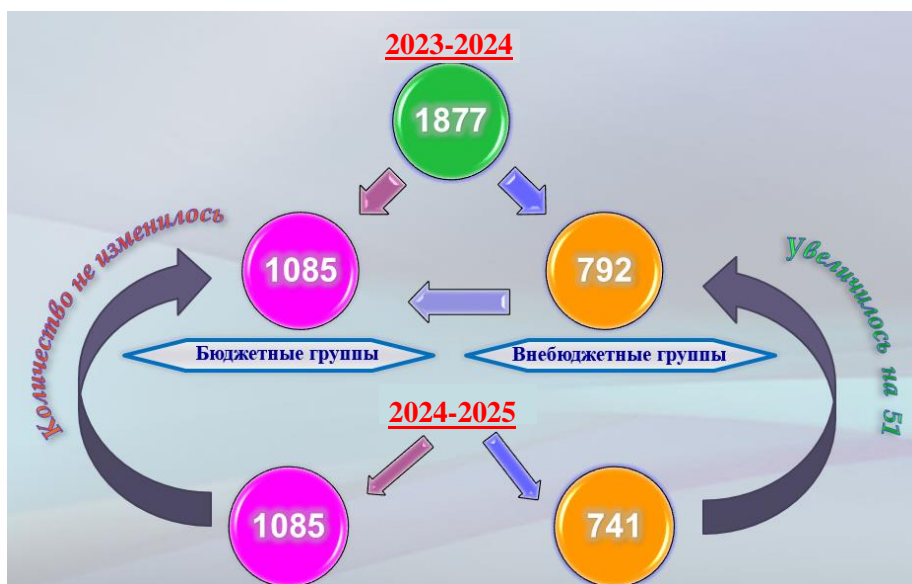 2023-2024
1877
Количество не изменилось
1085
792
Увеличилось на 51
Бюджетные группы
Внебюджетные группы
2024-2025
1085
741